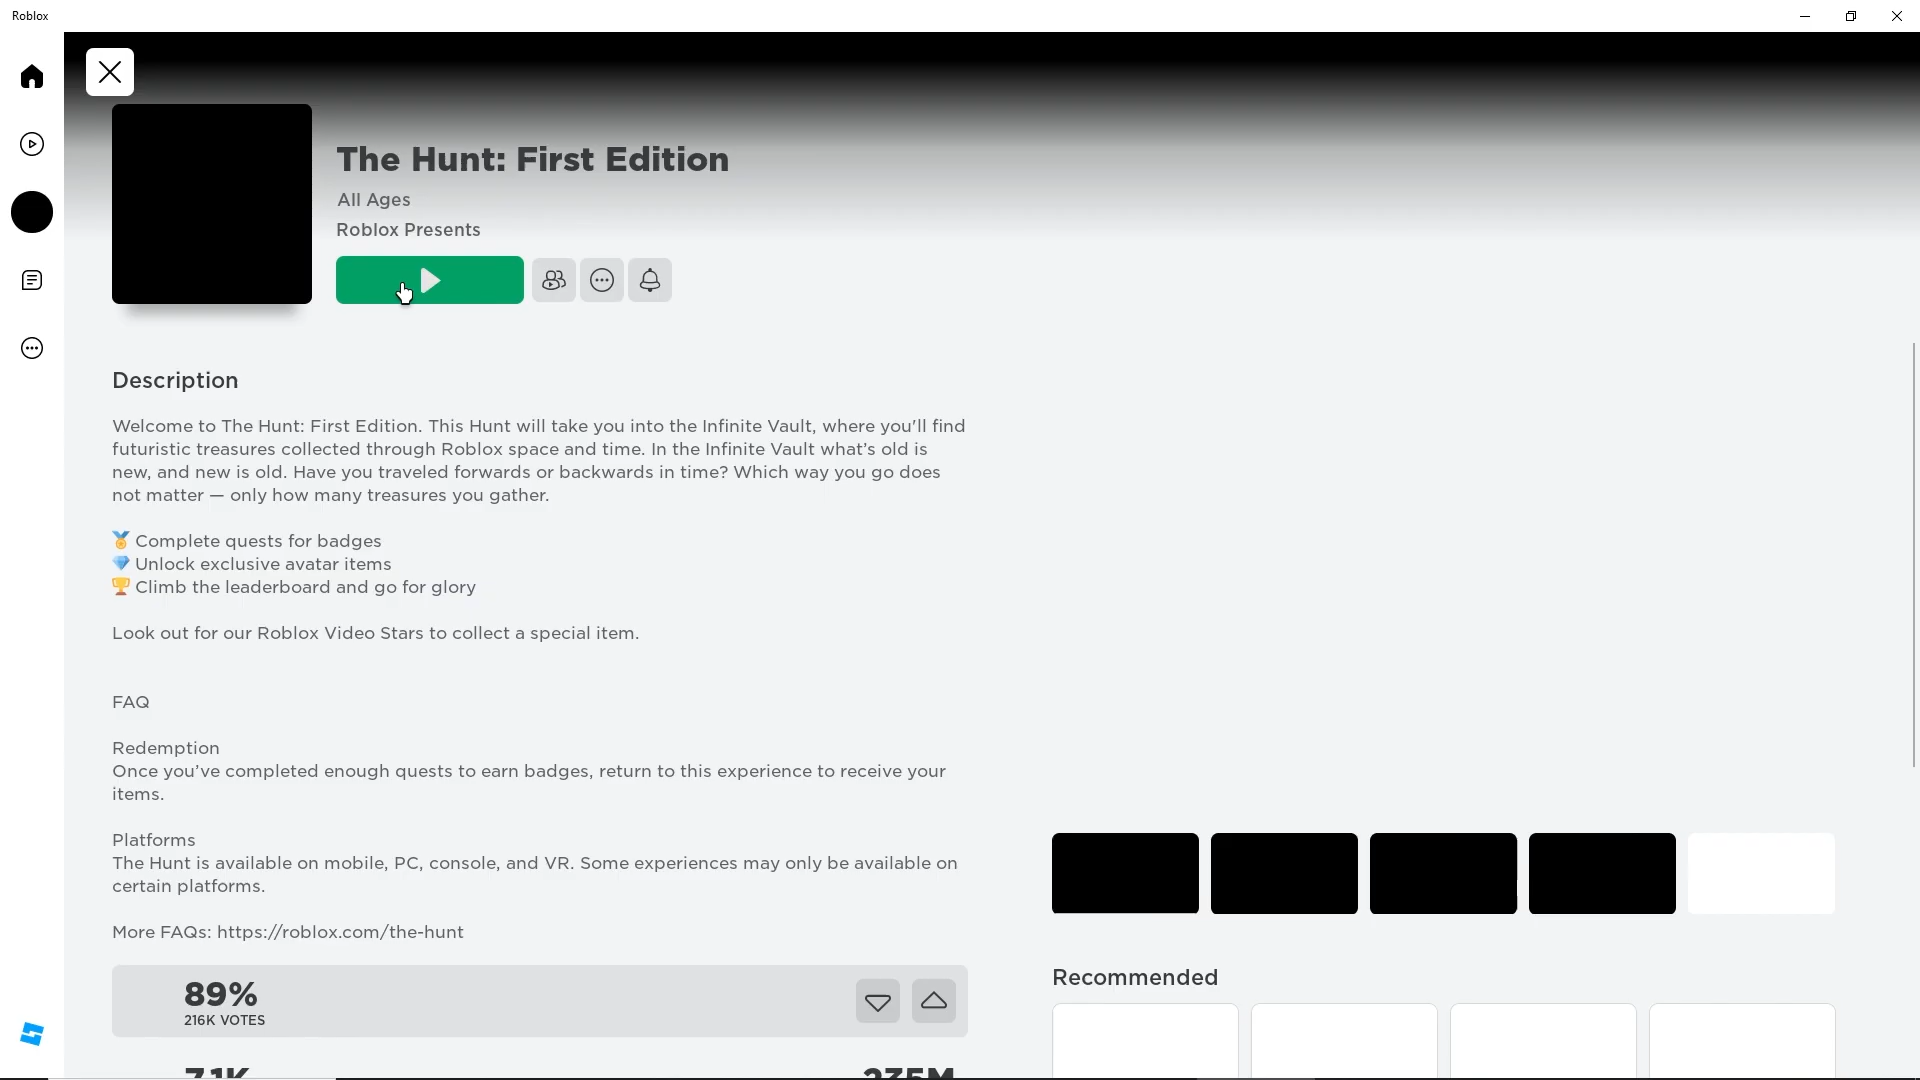 Roblox
The Hunt: First Edition
All Ages
Roblox Presents
Description
Welcome to The Hunt: First Edition. This Hunt will take you into the Infinite Vault, where you'll find
futuristic treasures collected through Roblox space and time. In the Infinite Vault what's old is
new, and new is old. Have you traveled forwards or backwards in time? Which way you go does
not matter — only how many treasures you gather.
🏅 Complete quests for badges
💎 Unlock exclusive avatar items
🏆 Climb the leaderboard and go for glory
Look out for our Roblox Video Stars to collect a special item.
FAQ
Redemption
Once you've completed enough quests to earn badges, return to this experience to receive your
items.
Platforms
The Hunt is available on mobile, PC, console, and VR. Some experiences may only be available on
certain platforms.
More FAQs: https://roblox.com/the-hunt
89%
216K VOTES
Recommended
7.1K
235M